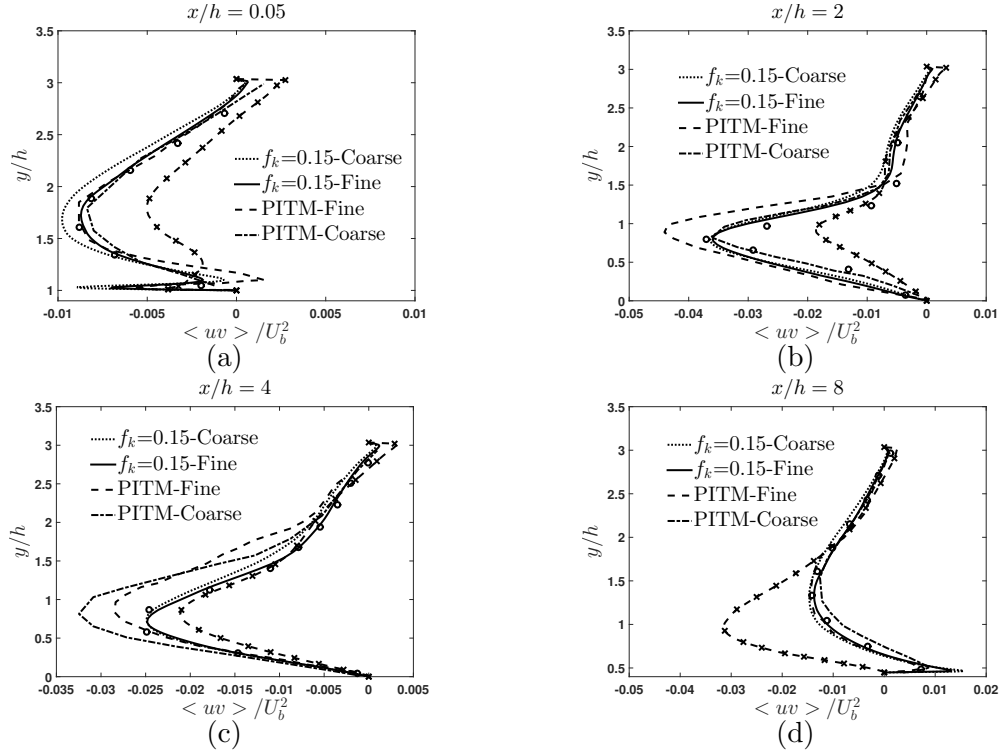 x/h = 0.05
3.5
3
2.5
2
1.5
1
y/h
f_k=0.15-Coarse
f_k=0.15-Fine
PITM-Fine
PITM-Coarse
-0.01 -0.005 0 0.005 0.01
< uv > /U_b^2
(a)
x/h = 2
3.5
3
2.5
2
1.5
1
0.5
0
y/h
f_k=0.15-Coarse
f_k=0.15-Fine
PITM-Fine
PITM-Coarse
-0.05 -0.04 -0.03 -0.02 -0.01 0 0.01
< uv > /U_b^2
(b)
x/h = 4
3.5
3
2.5
2
1.5
1
0.5
0
y/h
f_k=0.15-Coarse
f_k=0.15-Fine
PITM-Fine
PITM-Coarse
-0.035 -0.03 -0.025 -0.02 -0.015 -0.01 -0.005 0 0.005
< uv > /U_b^2
(c)
x/h = 8
3.5
3
2.5
2
1.5
1
0.5
y/h
f_k=0.15-Coarse
f_k=0.15-Fine
PITM-Fine
PITM-Coarse
-0.05 -0.04 -0.03 -0.02 -0.01 0 0.01 0.02
< uv > /U_b^2
(d)